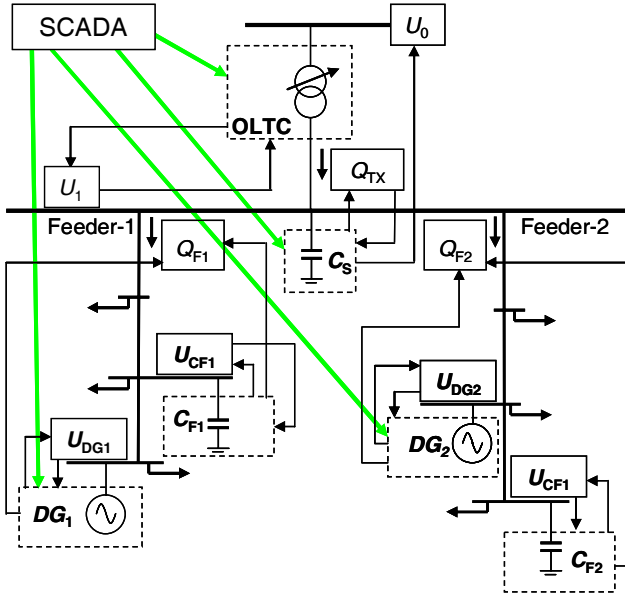 SCADA
U0
OLTC
U1
QTX
Feeder-1
Feeder-2
QF1
CS
QF2
UCF1
UDG2
CF1
UDG1
DG2
UCF1
DG1
CF2